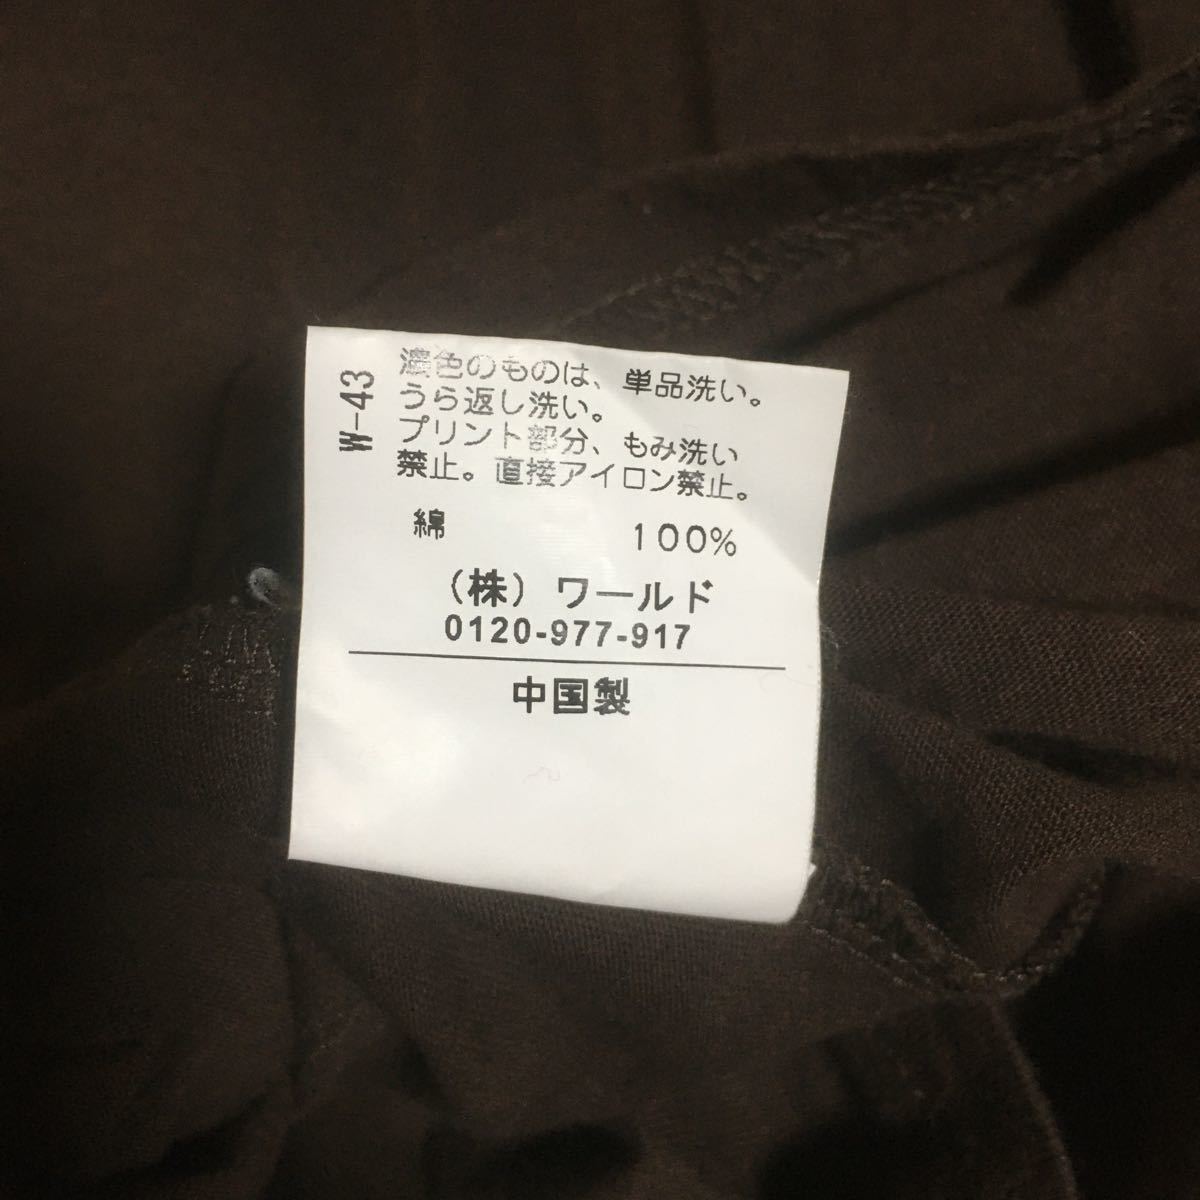 W-43
濃色のものは、単品洗い。
うら返し洗い。
プリント部分、もみ洗い
禁止。直接アイロン禁止。
綿 100%
（株）ワールド
0120-977-917
中国製